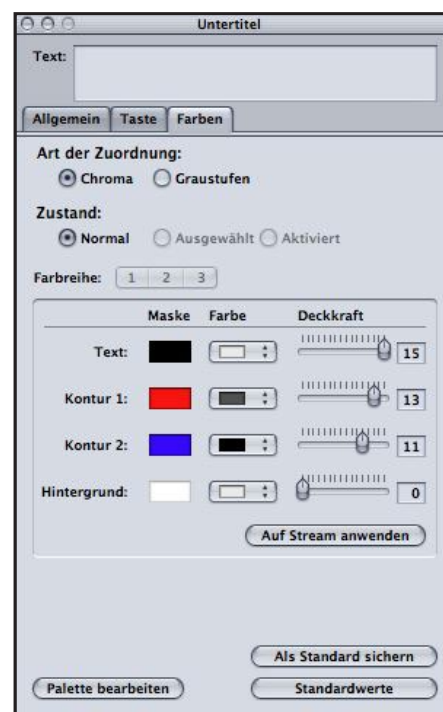 Untertitel
Text:
Allgemein Taste Farben
Art der Zuordnung:
Chroma Graustufen
Zustand:
Normal Ausgewählt Aktiviert
Farbreihe: 1 2 3
Maske Farbe Deckkraft
Text: 15
Kontur 1: 13
Kontur 2: 11
Hintergrund: 0
Auf Stream anwenden
Als Standard sichern
Palette bearbeiten Standardwerte